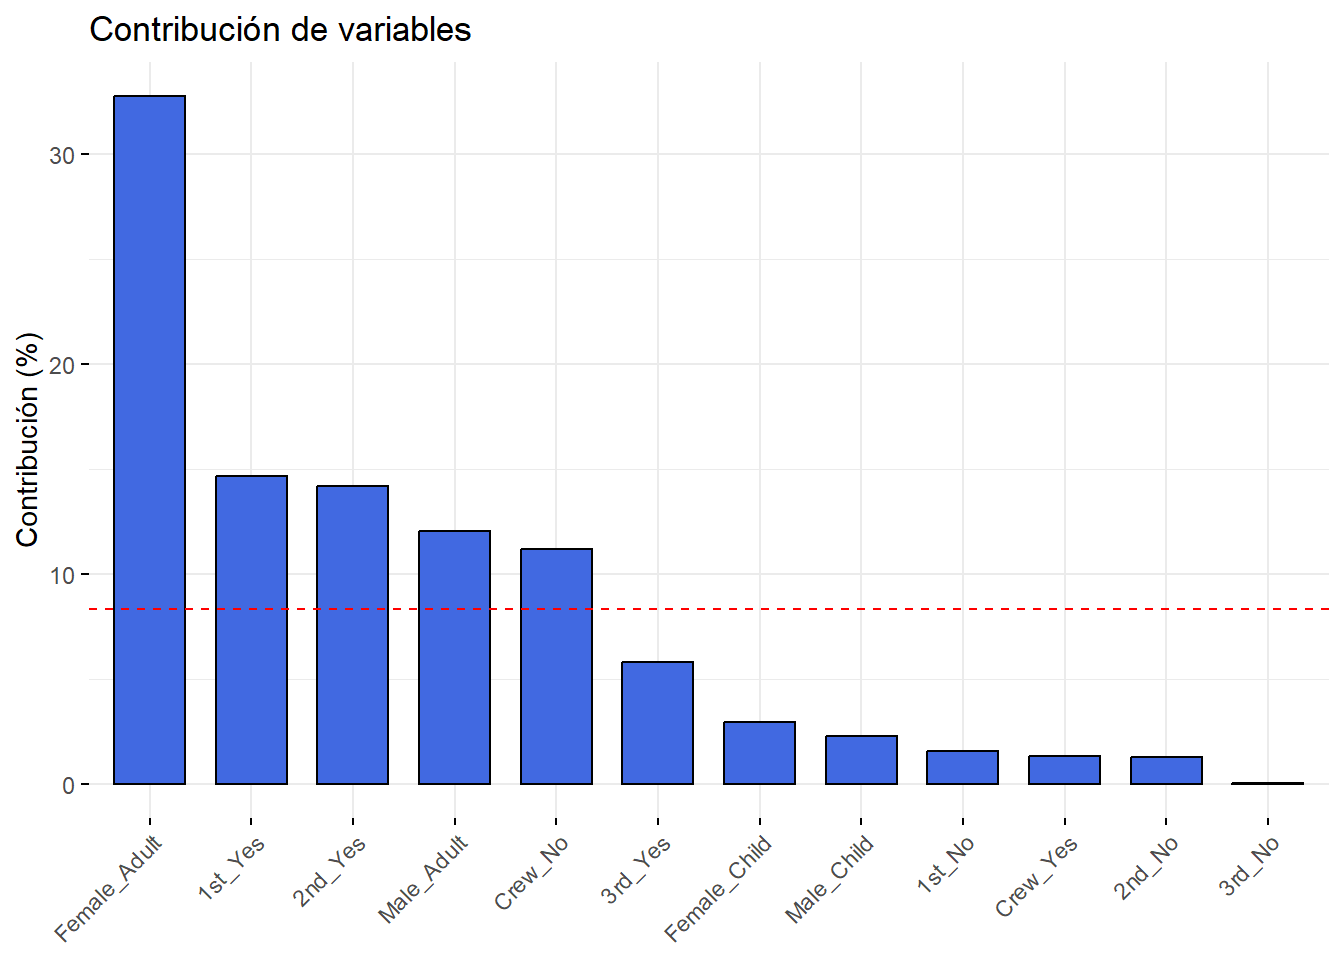 Contribución de variables
Contribución (%)
30
20
10
0
Female_Adult
1st_Yes
2nd_Yes
Male_Adult
Crew_No
3rd_Yes
Female_Child
Male_Child
1st_No
Crew_Yes
2nd_No
3rd_No